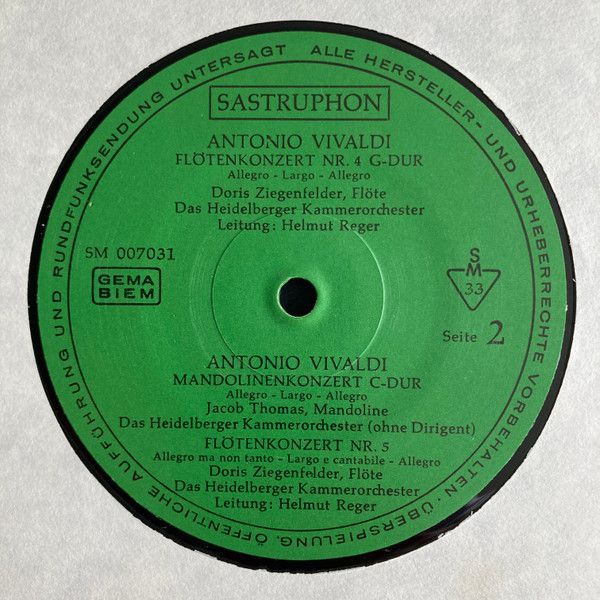 ALLE HERSTELLER- UND URHEBERRECHTE VORBEHALTEN · ÜBERSPIELUNG, ÖFFENTLICHE AUFFÜHRUNG UND RUNDFUNKSENDUNG UNTERSAGT
SASTRUPHON
ANTONIO VIVALDI
FLÖTENKONZERT NR. 4 G-DUR
Allegro - Largo - Allegro
Doris Ziegenfelder, Flöte
Das Heidelberger Kammerorchester
Leitung: Helmut Reger
SM 007031
GEMA
BIEM
S
M
33
Seite 2
ANTONIO VIVALDI
MANDOLINENKONZERT C-DUR
Allegro - Largo - Allegro
Jacob Thomas, Mandoline
Das Heidelberger Kammerorchester (ohne Dirigent)
FLÖTENKONZERT NR. 5
Allegro ma non tanto - Largo e cantabile - Allegro
Doris Ziegenfelder, Flöte
Das Heidelberger Kammerorchester
Leitung: Helmut Reger